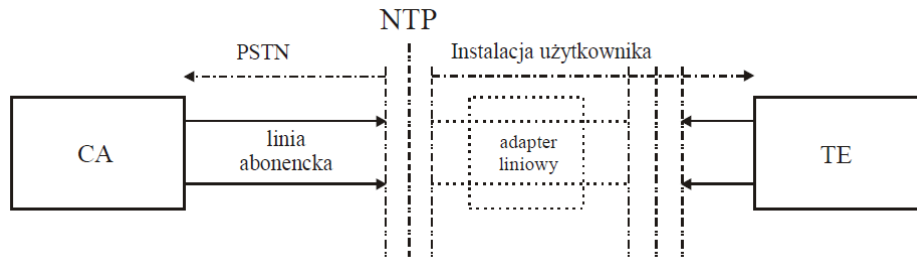 NTP
PSTN
Instalacja użytkownika
CA
linia
abonencka
adapter
liniowy
TE